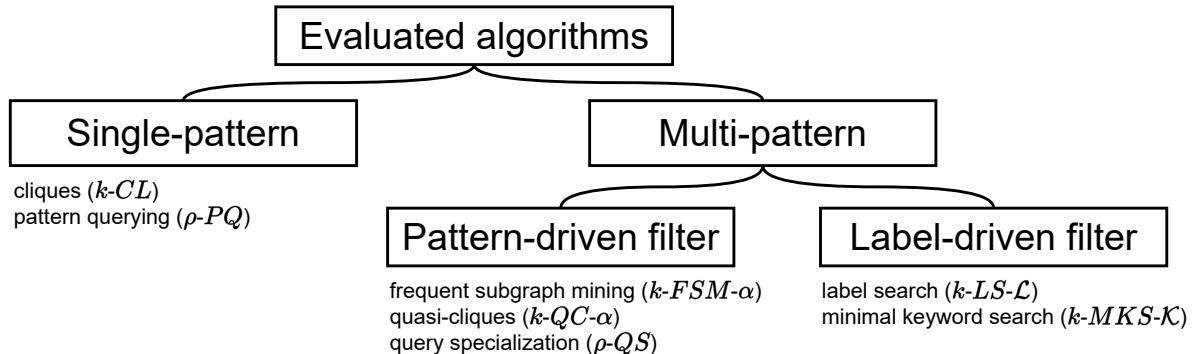 Evaluated algorithms
Single-pattern
Multi-pattern
cliques (k-CL)
pattern querying (ρ-PQ)
Pattern-driven filter
Label-driven filter
frequent subgraph mining (k-FSM-α)
quasi-cliques (k-QC-α)
query specialization (ρ-QS)
label search (k-LS-ℒ)
minimal keyword search (k-MKS-𝒦)